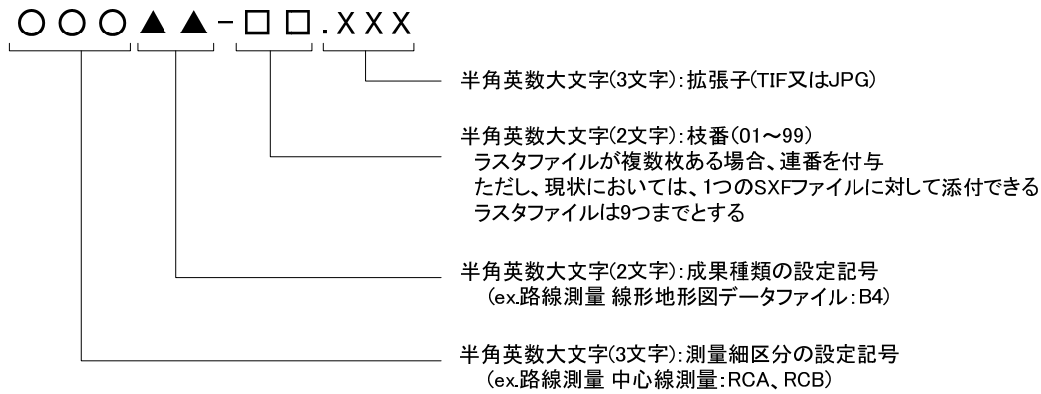 ○○○▲▲-□□.XXX
半角英数大文字(3文字):拡張子(TIF又はJPG)
半角英数大文字(2文字):枝番(01～99)
ラスタファイルが複数枚ある場合、連番を付与
ただし、現状においては、1つのSXFファイルに対して添付できる
ラスタファイルは9つまでとする
半角英数大文字(2文字):成果種類の設定記号
(ex.路線測量 線形地形図データファイル:B4)
半角英数大文字(3文字):測量細区分の設定記号
(ex.路線測量 中心線測量:RCA、RCB)